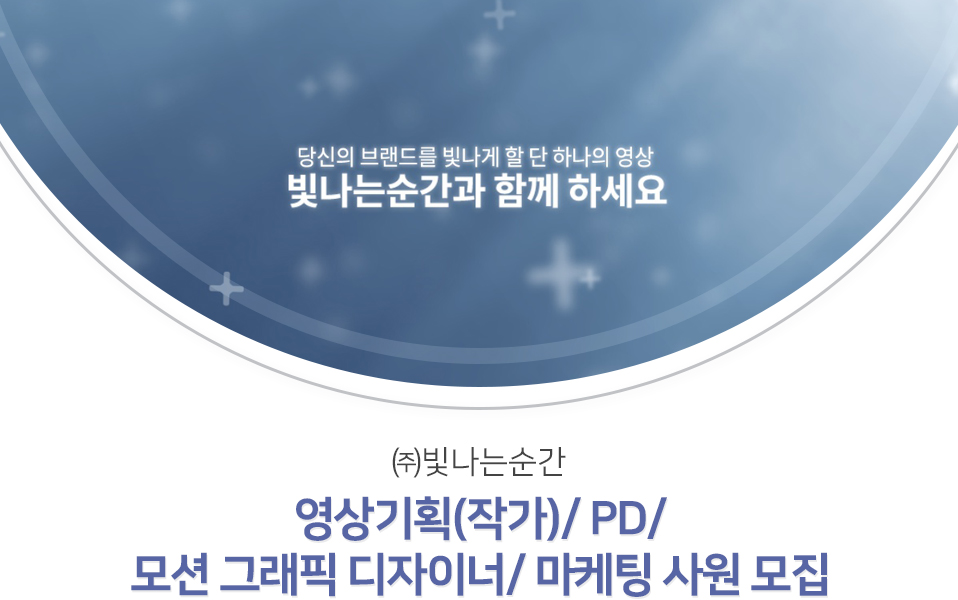 당신의 브랜드를 빛나게 할 단 하나의 영상
빛나는순간과 함께 하세요
㈜빛나는순간
영상기획(작가)/ PD/
모션 그래픽 디자이너/ 마케팅 사원 모집